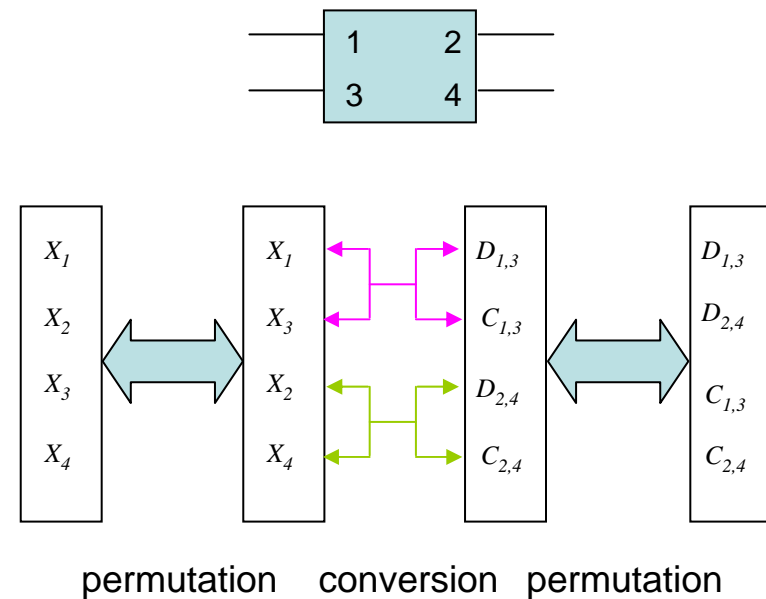 1 2
3 4
X₁ X₁ D₁,₃ D₁,₃
X₂ X₃ C₁,₃ D₂,₄
X₃ X₂ D₂,₄ C₁,₃
X₄ X₄ C₂,₄ C₂,₄
permutation conversion permutation